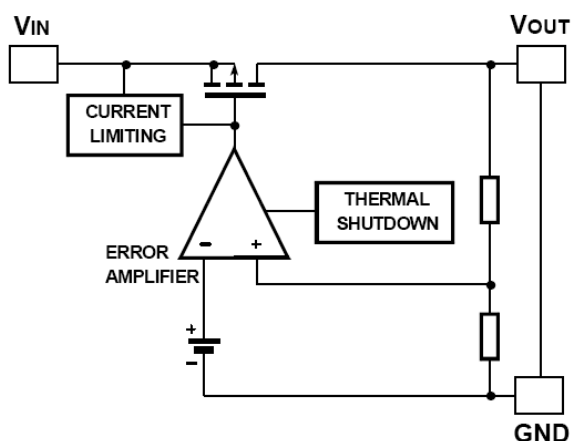 VIN
VOUT
CURRENT
LIMITING
THERMAL
SHUTDOWN
- +
ERROR
AMPLIFIER
+
-
GND